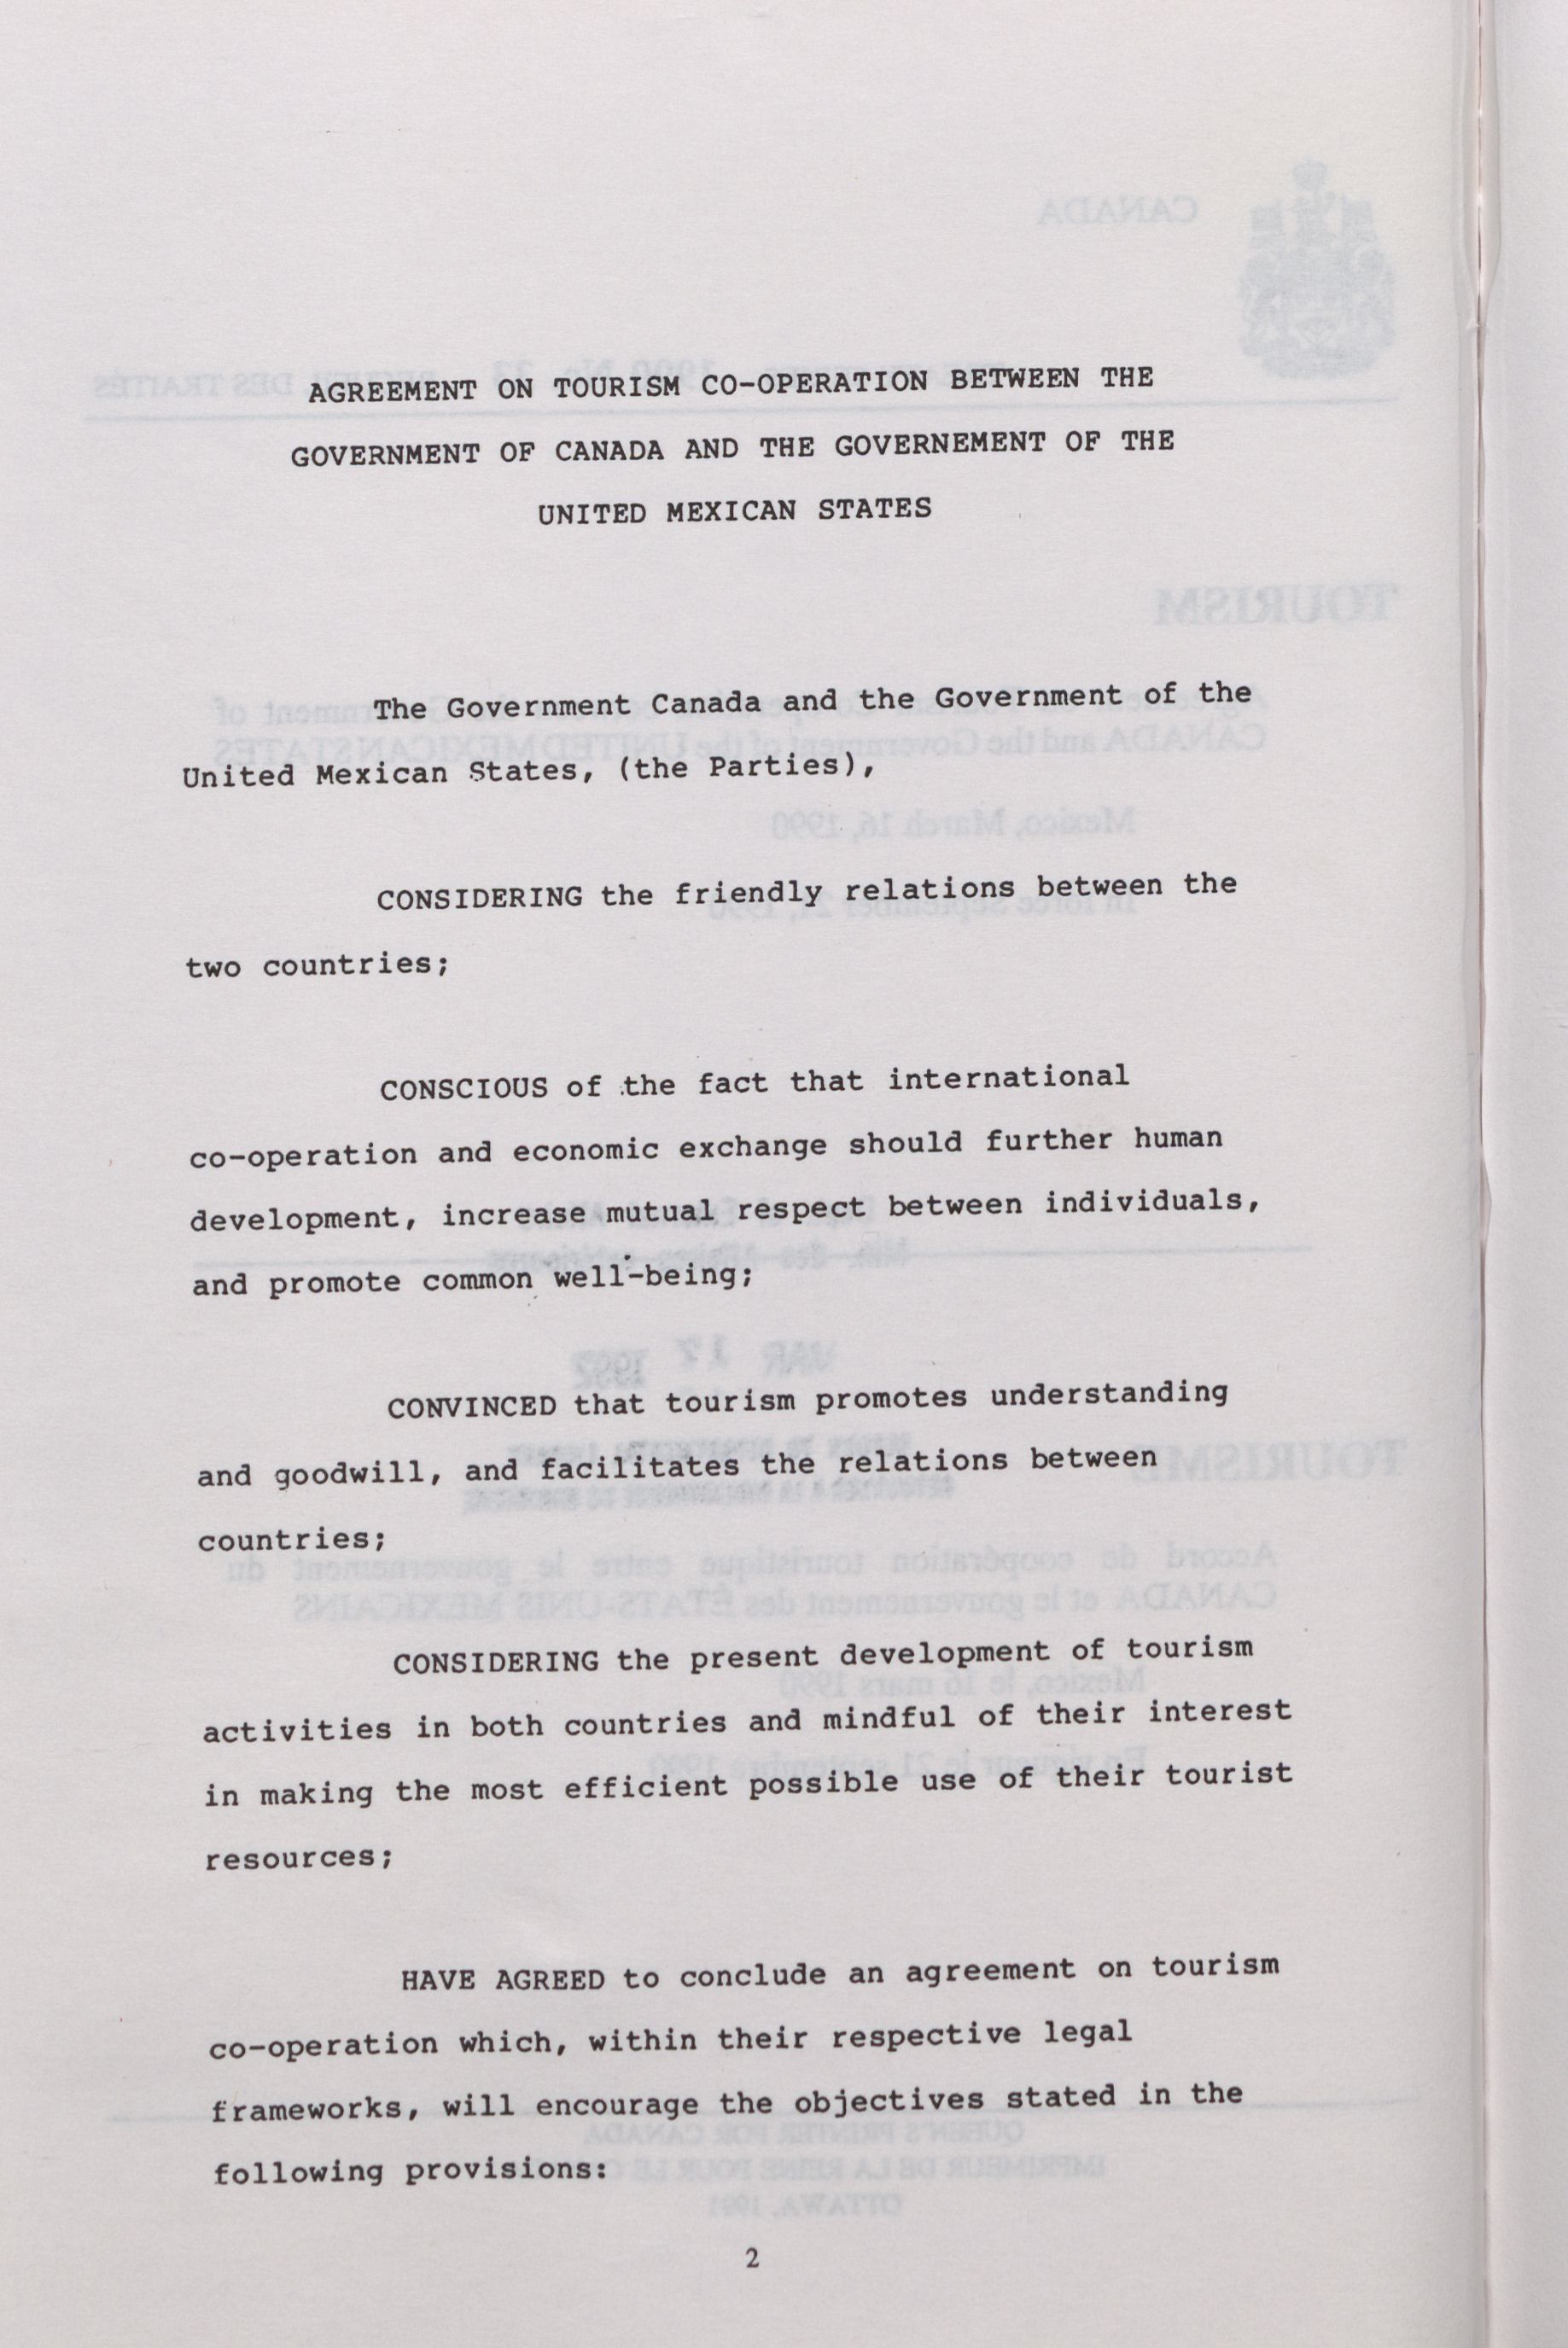 AGREEMENT ON TOURISM CO-OPERATION BETWEEN THE
GOVERNMENT OF CANADA AND THE GOVERNEMENT OF THE
UNITED MEXICAN STATES
The Government Canada and the Government of the
United Mexican States, (the Parties),
CONSIDERING the friendly relations between the
two countries;
CONSCIOUS of the fact that international
co-operation and economic exchange should further human
development, increase mutual respect between individuals,
and promote common well-being;
CONVINCED that tourism promotes understanding
and goodwill, and facilitates the relations between
countries;
CONSIDERING the present development of tourism
activities in both countries and mindful of their interest
in making the most efficient possible use of their tourist
resources;
HAVE AGREED to conclude an agreement on tourism
co-operation which, within their respective legal
frameworks, will encourage the objectives stated in the
following provisions:
2